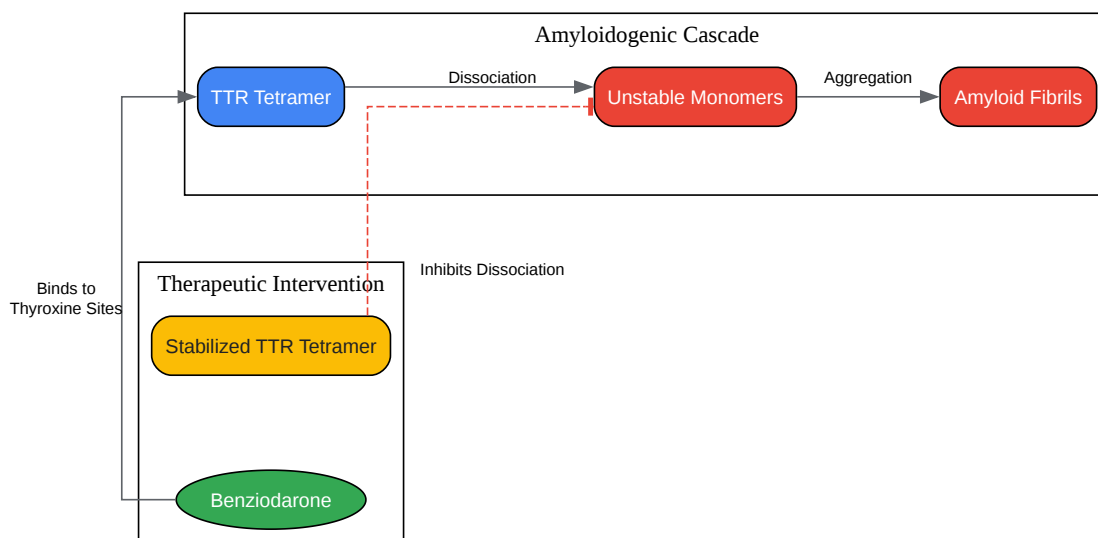 Amyloidogenic Cascade
TTR Tetramer
Dissociation
Unstable Monomers
Aggregation
Amyloid Fibrils
Binds to
Thyroxine Sites
Therapeutic Intervention
Inhibits Dissociation
Stabilized TTR Tetramer
Benziodarone